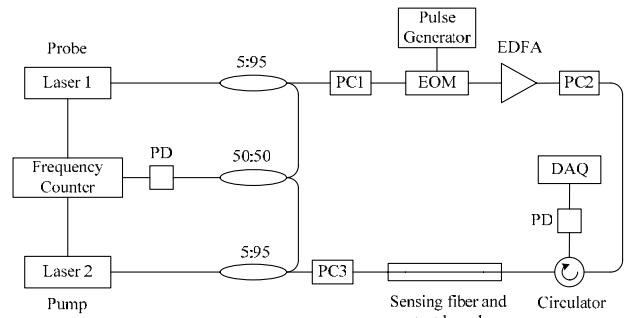 Pulse
Generator
Probe
5:95
EDFA
Laser 1
PC1
EOM
PC2
50:50
PD
Frequency
Counter
DAQ
PD
5:95
Laser 2
PC3
Pump
Sensing fiber and
Circulator